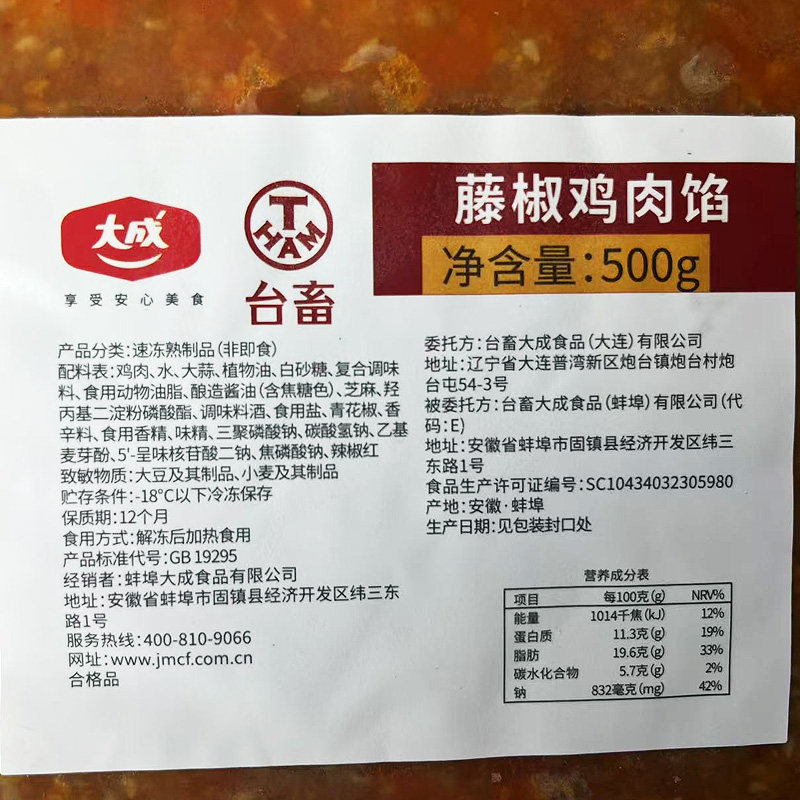 大成
享受安心美食
T
HAM
台畜
藤椒鸡肉馅
净含量:500g
产品分类:速冻熟制品(非即食)
配料表:鸡肉、水、大蒜、植物油、白砂糖、复合调味
料、食用动物油脂、酿造酱油(含焦糖色)、芝麻、羟
丙基二淀粉磷酸酯、调味料酒、食用盐、青花椒、香
辛料、食用香精、味精、三聚磷酸钠、碳酸氢钠、乙基
麦芽酚、5'-呈味核苷酸二钠、焦磷酸钠、辣椒红
致敏物质:大豆及其制品、小麦及其制品
贮存条件:-18°C以下冷冻保存
保质期:12个月
食用方式:解冻后加热食用
产品标准代号:GB 19295
经销者:蚌埠大成食品有限公司
地址:安徽省蚌埠市固镇县经济开发区纬三东
路1号
服务热线:400-810-9066
网址:www.jmcf.com.cn
合格品
委托方:台畜大成食品(大连)有限公司
地址:辽宁省大连普湾新区炮台镇炮台村炮
台屯54-3号
被委托方:台畜大成食品(蚌埠)有限公司(代
码:E)
地址:安徽省蚌埠市固镇县经济开发区纬三
东路1号
食品生产许可证编号:SC10434032305980
产地:安徽·蚌埠
生产日期:见包装封口处
营养成分表
项目 每100克(g) NRV%
能量 1014千焦(kJ) 12%
蛋白质 11.3克(g) 19%
脂肪 19.6克(g) 33%
碳水化合物 5.7克(g) 2%
钠 832毫克(mg) 42%